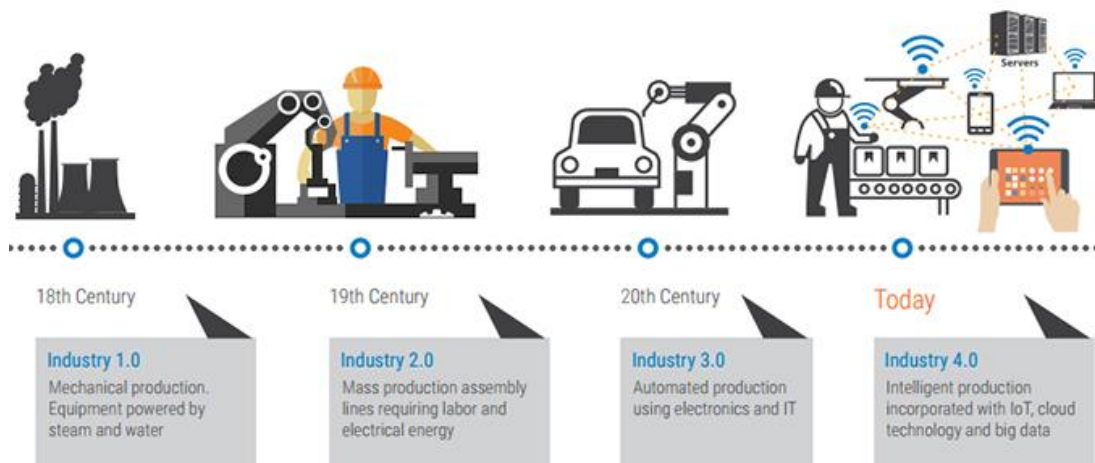 Servers
18th Century
Industry 1.0
Mechanical production.
Equipment powered by
steam and water
19th Century
Industry 2.0
Mass production assembly
lines requiring labor and
electrical energy
20th Century
Industry 3.0
Automated production
using electronics and IT
Today
Industry 4.0
Intelligent production
incorporated with IoT, cloud
technology and big data